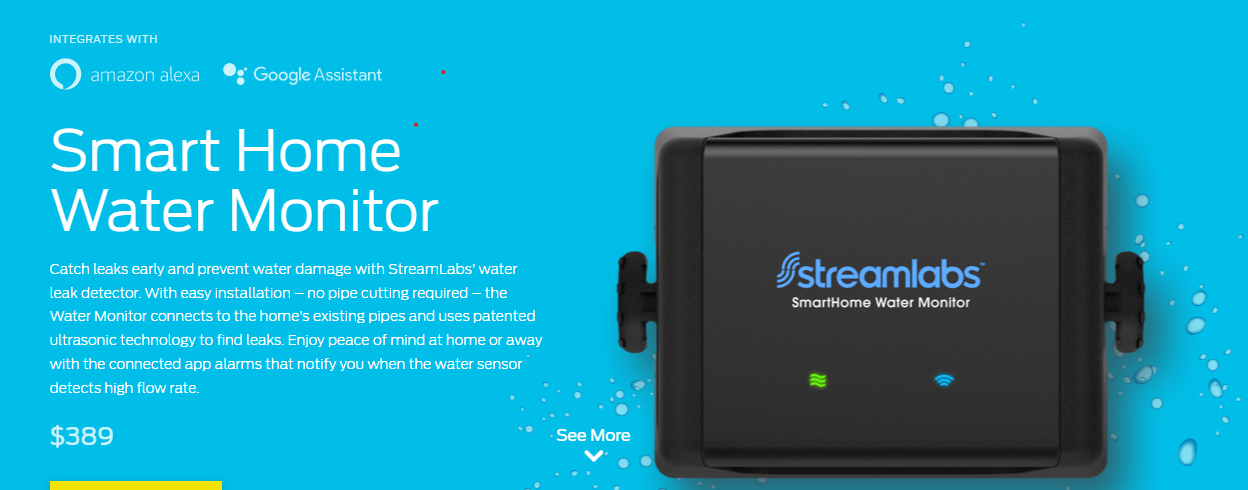 INTEGRATES WITH
amazon alexa
Google Assistant
Smart Home
Water Monitor
Catch leaks early and prevent water damage with StreamLabs' water
leak detector. With easy installation – no pipe cutting required – the
Water Monitor connects to the home's existing pipes and uses patented
ultrasonic technology to find leaks. Enjoy peace of mind at home or away
with the connected app alarms that notify you when the water sensor
detects high flow rate.
$389
See More
streamlabs™
SmartHome Water Monitor